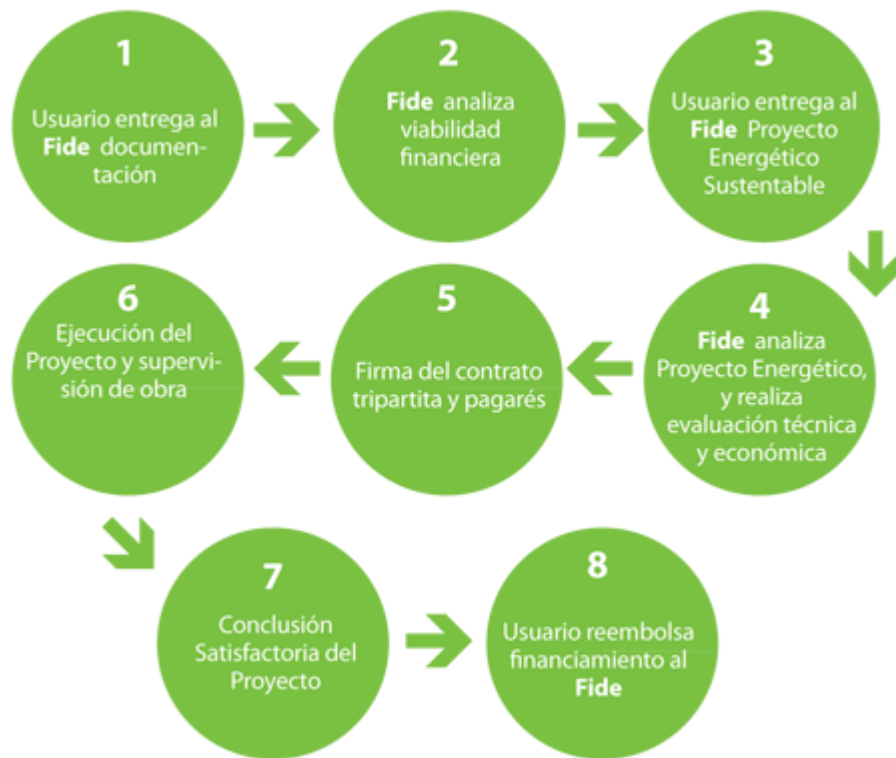 1
Usuario entrega al
Fide documen-
tación
2
Fide analiza
viabilidad
financiera
3
Usuario entrega al
Fide Proyecto
Energético
Sustentable
4
Fide analiza
Proyecto Energético,
y realiza
evaluación técnica
y económica
5
Firma del contrato
tripartita y pagarés
6
Ejecución del
Proyecto y supervi-
sión de obra
7
Conclusión
Satisfactoria del
Proyecto
8
Usuario reembolsa
financiamiento al
Fide